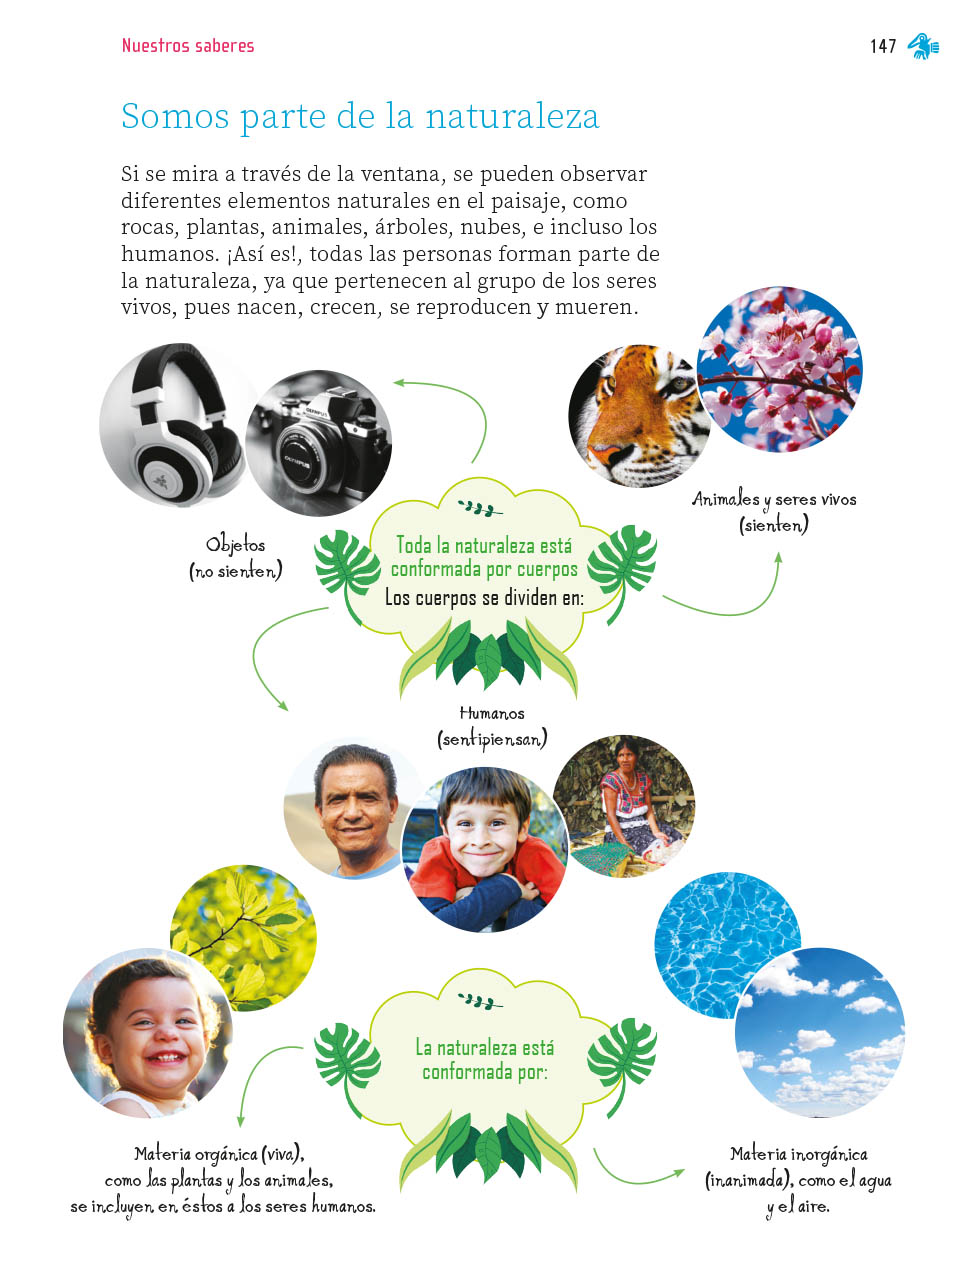 Nuestros saberes
147
Somos parte de la naturaleza
Si se mira a través de la ventana, se pueden observar
diferentes elementos naturales en el paisaje, como
rocas, plantas, animales, árboles, nubes, e incluso los
humanos. ¡Así es!, todas las personas forman parte de
la naturaleza, ya que pertenecen al grupo de los seres
vivos, pues nacen, crecen, se reproducen y mueren.
OLYMPUS
OLYMPUS
Objetos
(no sienten)
Animales y seres vivos
(sienten)
Toda la naturaleza está
conformada por cuerpos
Los cuerpos se dividen en:
Humanos
(sentipiensan)
La naturaleza está
conformada por:
Materia orgánica (viva),
como las plantas y los animales,
se incluyen en éstos a los seres humanos.
Materia inorgánica
(inanimada), como el agua
y el aire.